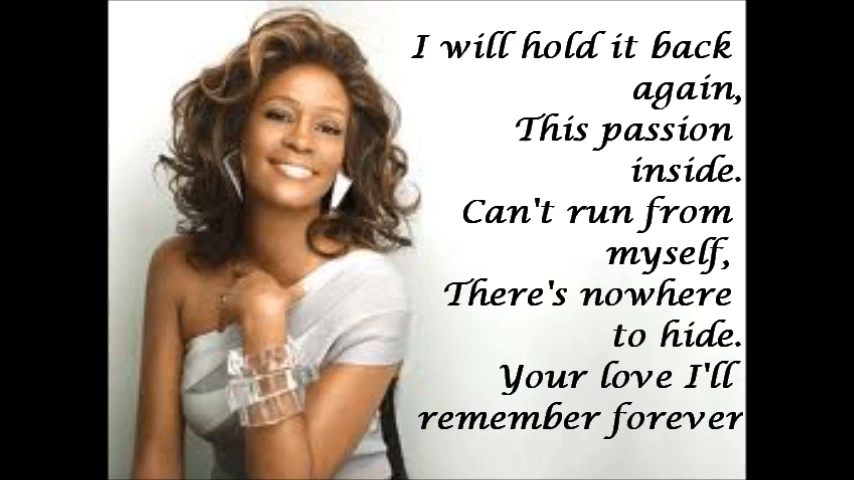 I will hold it back
again,
This passion
inside.
Can't run from
myself,
There's nowhere
to hide.
Your love I'll
remember forever